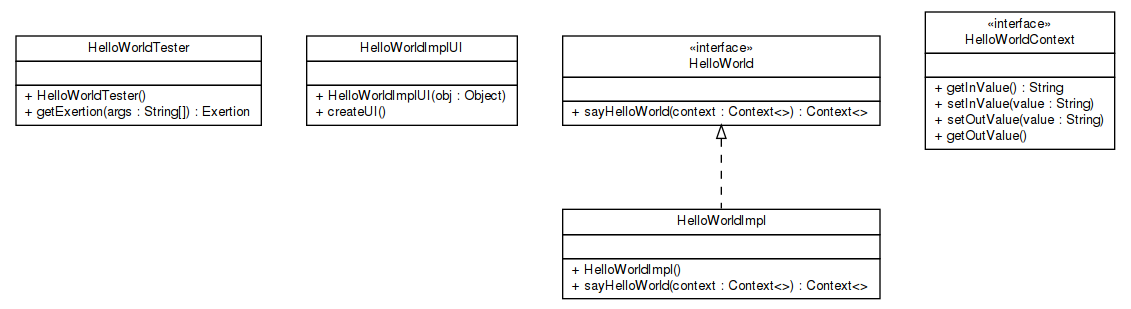 HelloWorldTester
+ HelloWorldTester()
+ getExertion(args : String[]) : Exertion
HelloWorldImplUI
+ HelloWorldImplUI(obj : Object)
+ createUI()
«interface»
HelloWorld
+ sayHelloWorld(context : Context<>) : Context<>
«interface»
HelloWorldContext
+ getInValue() : String
+ setInValue(value : String)
+ setOutValue(value : String)
+ getOutValue()
HelloWorldImpl
+ HelloWorldImpl()
+ sayHelloWorld(context : Context<>) : Context<>